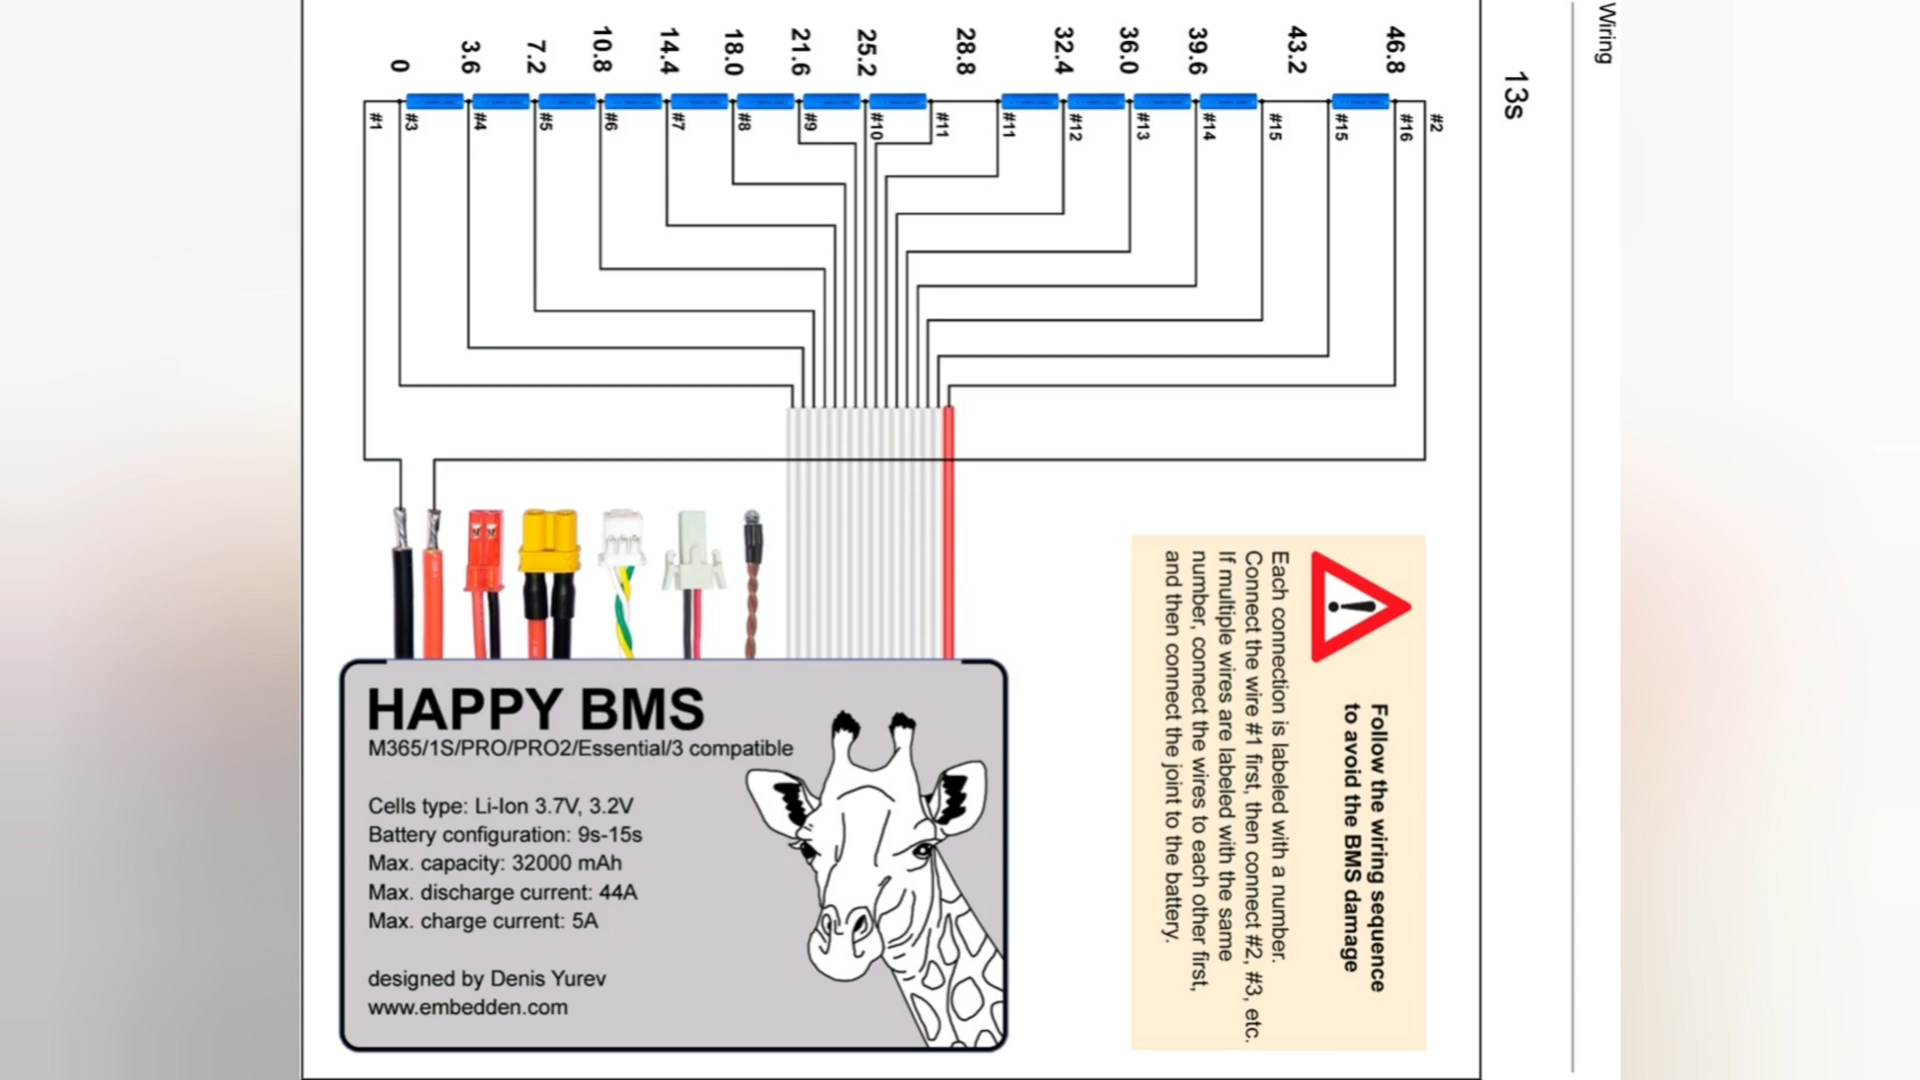 Wiring
13s
0
3.6
7.2
10.8
14.4
18.0
21.6
25.2
28.8
32.4
36.0
39.6
43.2
46.8
#1
#3
#4
#5
#6
#7
#8
#9
#10
#11
#11
#12
#13
#14
#15
#15
#16
#2
Follow the wiring sequence
to avoid the BMS damage
Each connection is labeled with a number.
Connect the wire #1 first, then connect #2, #3, etc.
If multiple wires are labeled with the same
number, connect the wires to each other first,
and then connect the joint to the battery.
HAPPY BMS
M365/1S/PRO/PRO2/Essential/3 compatible
Cells type: Li-Ion 3.7V, 3.2V
Battery configuration: 9s-15s
Max. capacity: 32000 mAh
Max. discharge current: 44A
Max. charge current: 5A
designed by Denis Yurev
www.embedden.com